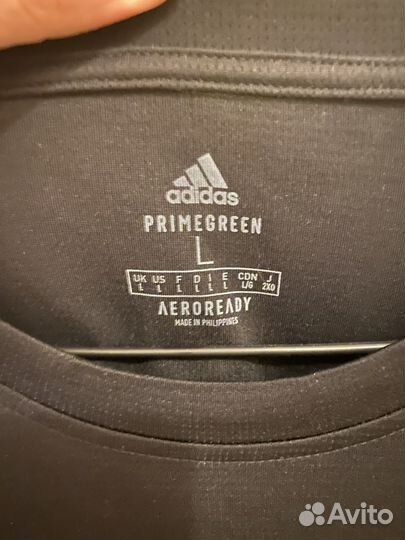 adidas
PRIMEGREEN
L
UK US F D I E CDN J
L L L L L L L/G 2XO
AEROREADY
MADE IN PHILIPPINES
Avito